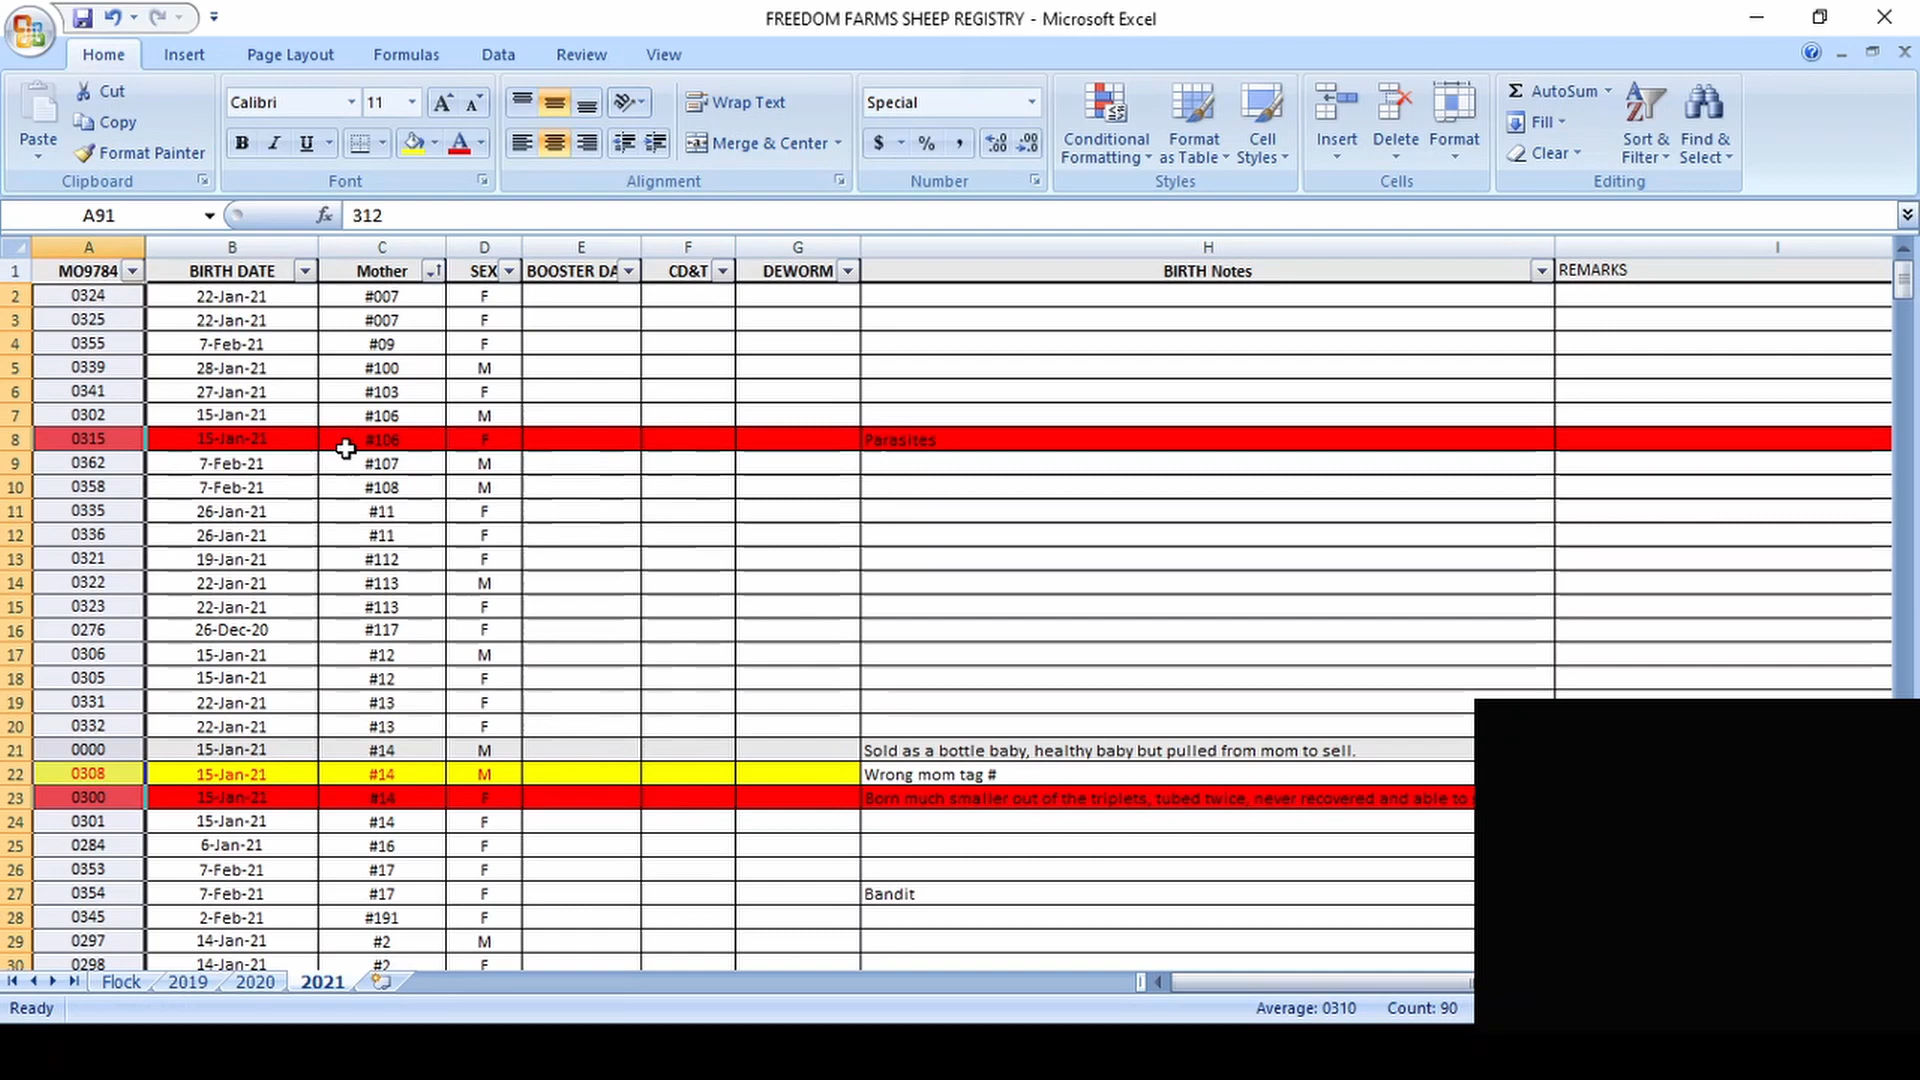 FREEDOM FARMS SHEEP REGISTRY - Microsoft Excel
Home Insert Page Layout Formulas Data Review View
Paste Cut Copy Format Painter Clipboard
Calibri 11 B I U Font
Wrap Text Merge & Center Alignment
Special $ % , Number
Conditional Formatting Format as Table Cell Styles Styles
Insert Delete Format Cells
Σ AutoSum Fill Clear Sort & Filter Find & Select Editing
A91 fx 312
A B C D E F G H I
1 MO9784 BIRTH DATE Mother SEX BOOSTER DA CD&T DEWORM BIRTH Notes REMARKS
2 0324 22-Jan-21 #007 F
3 0325 22-Jan-21 #007 F
4 0355 7-Feb-21 #09 F
5 0339 28-Jan-21 #100 M
6 0341 27-Jan-21 #103 F
7 0302 15-Jan-21 #106 M
8 0315 15-Jan-21 #106 F Parasites
9 0362 7-Feb-21 #107 M
10 0358 7-Feb-21 #108 M
11 0335 26-Jan-21 #11 F
12 0336 26-Jan-21 #11 F
13 0321 19-Jan-21 #112 F
14 0322 22-Jan-21 #113 M
15 0323 22-Jan-21 #113 F
16 0276 26-Dec-20 #117 F
17 0306 15-Jan-21 #12 M
18 0305 15-Jan-21 #12 F
19 0331 22-Jan-21 #13 F
20 0332 22-Jan-21 #13 F
21 0000 15-Jan-21 #14 M Sold as a bottle baby, healthy baby but pulled from mom to sell.
22 0308 15-Jan-21 #14 M Wrong mom tag #
23 0300 15-Jan-21 #14 F Born much smaller out of the triplets, tubed twice, never recovered and able to
24 0301 15-Jan-21 #14 F
25 0284 6-Jan-21 #16 F
26 0353 7-Feb-21 #17 F
27 0354 7-Feb-21 #17 F Bandit
28 0345 2-Feb-21 #191 F
29 0297 14-Jan-21 #2 M
30 0298 14-Jan-21 #2 F
Flock 2019 2020 2021
Ready Average: 0310 Count: 90